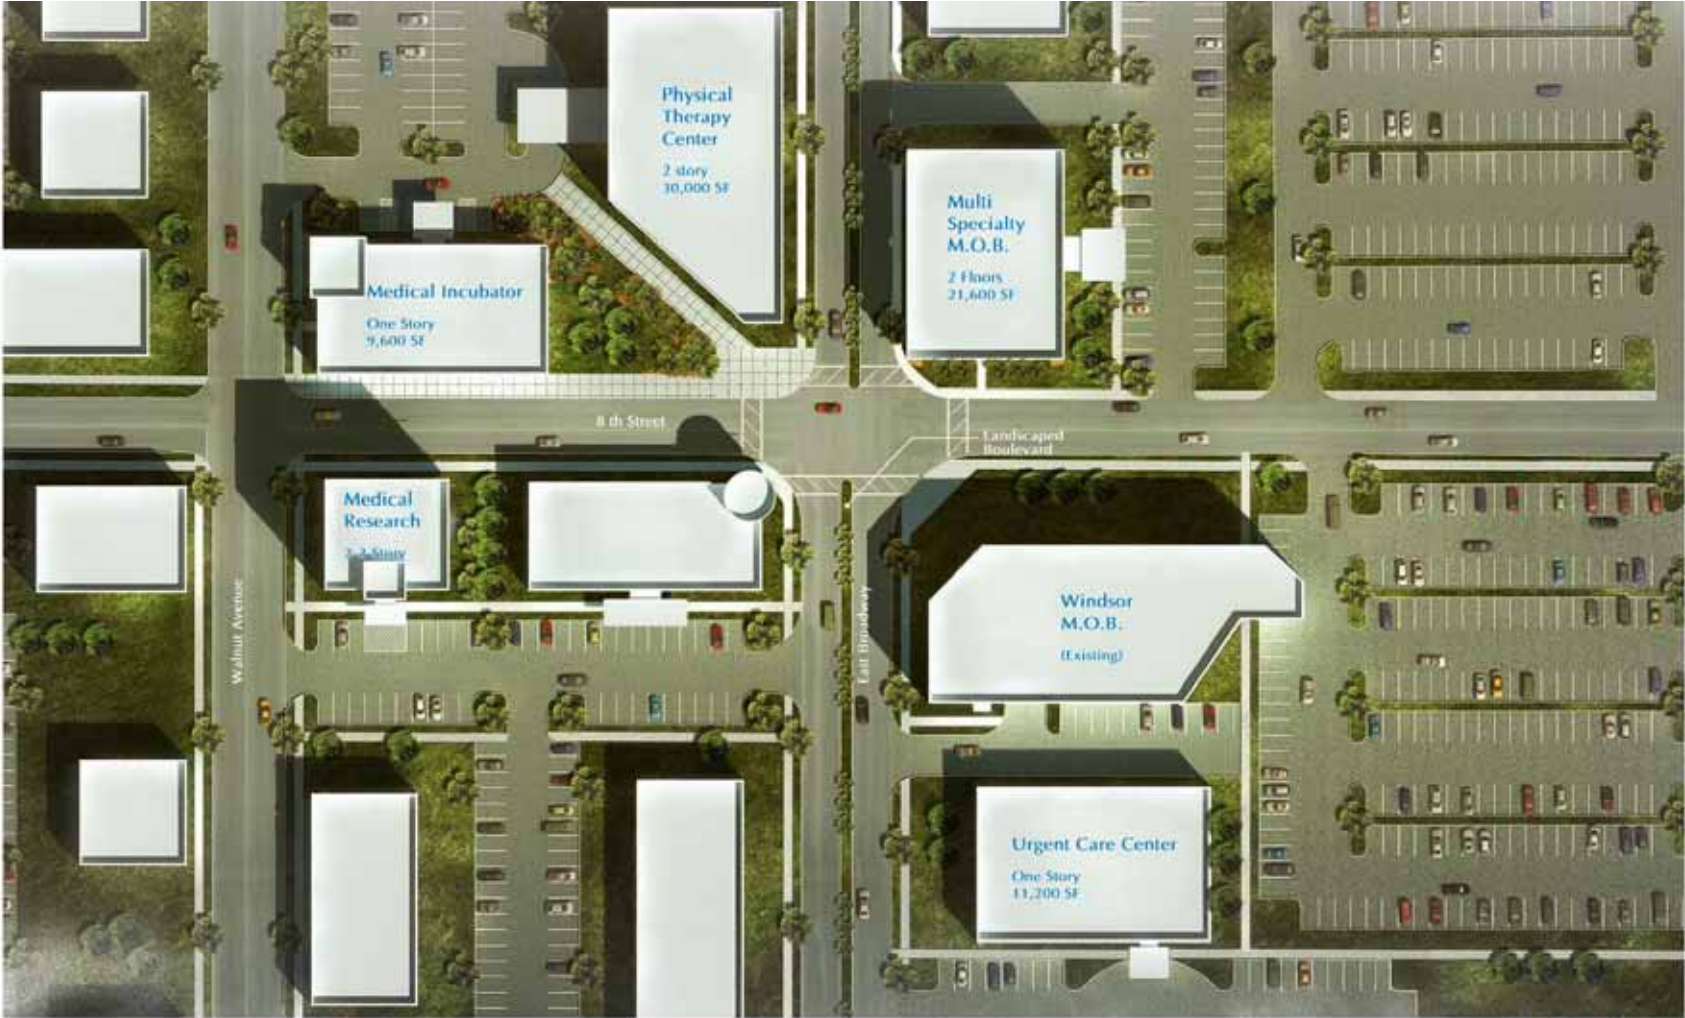 Physical
Therapy
Center
2 story
30,000 SF
Multi
Specialty
M.O.B.
2 Floors
21,600 SF
Medical Incubator
One Story
9,600 SF
8 th Street
Landscaped
Boulevard
Medical
Research
Story
Walnut Avenue
East Broadway
Windsor
M.O.B.
(Existing)
Urgent Care Center
One Story
11,200 SF